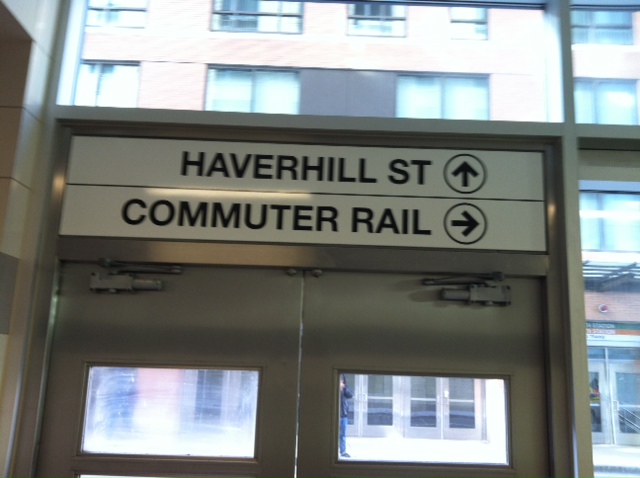 HAVERHILL ST ↑
COMMUTER RAIL →